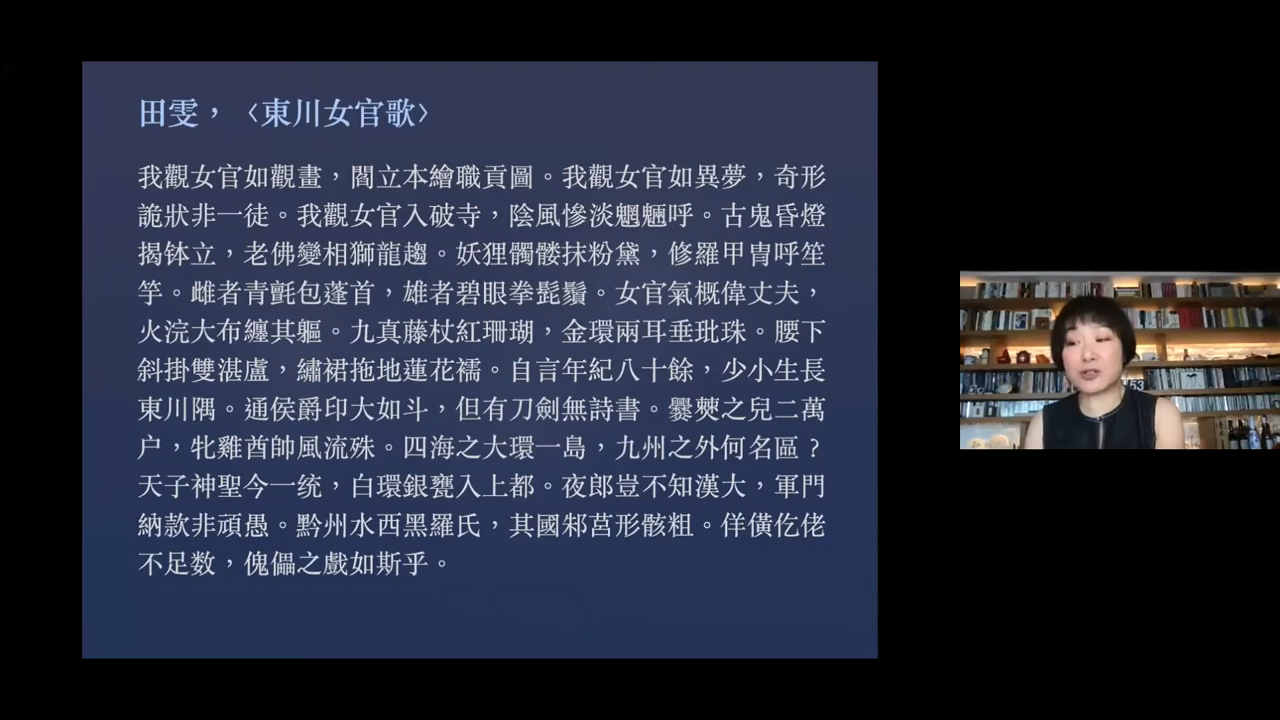 田雯，〈東川女官歌〉
我觀女官如觀畫，閻立本繪職貢圖。我觀女官如異夢，奇形
詭狀非一徒。我觀女官入破寺，陰風慘淡魍魎呼。古鬼昏燈
揭钵立，老佛變相獅龍趨。妖狸髑髏抹粉黛，修羅甲冑呼笙
竽。雌者青氈包蓬首，雄者碧眼拳髭鬚。女官氣概偉丈夫，
火浣大布纏其軀。九真藤杖紅珊瑚，金環兩耳垂玭珠。腰下
斜掛雙湛盧，繡裙拖地蓮花襦。自言年紀八十餘，少小生長
東川隅。通侯爵印大如斗，但有刀劍無詩書。爨僰之兒二萬
户，牝雞酋帥風流殊。四海之大環一島，九州之外何名區？
天子神聖今一统，白環銀甕入上都。夜郎豈不知漢大，軍門
納款非頑愚。黔州水西黑羅氏，其國邾莒形骸粗。佯僙仡佬
不足数，傀儡之戲如斯乎。
53